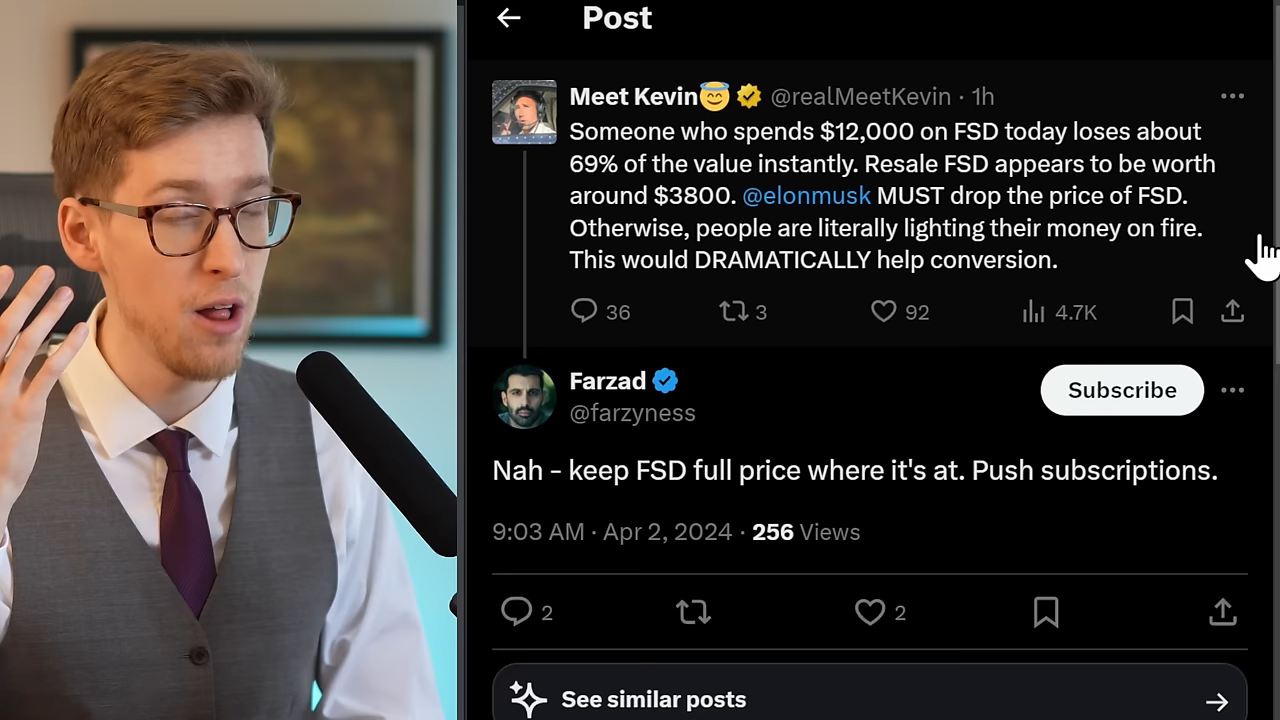 Post
Meet Kevin😇 @realMeetKevin · 1h
Someone who spends $12,000 on FSD today loses about
69% of the value instantly. Resale FSD appears to be worth
around $3800. @elonmusk MUST drop the price of FSD.
Otherwise, people are literally lighting their money on fire.
This would DRAMATICALLY help conversion.
36 3 92 4.7K
Farzad
@farzyness
Subscribe
Nah - keep FSD full price where it's at. Push subscriptions.
9:03 AM · Apr 2, 2024 · 256 Views
2 2
See similar posts